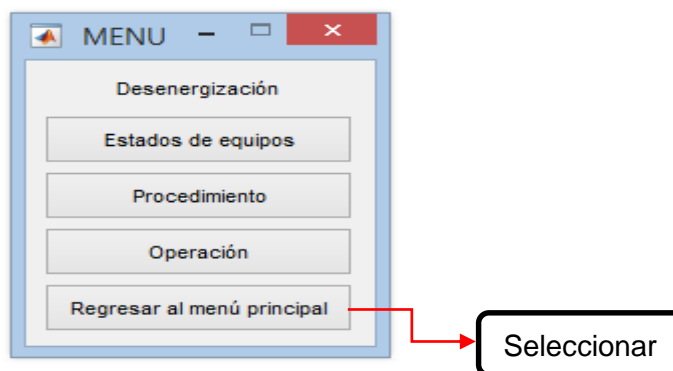 MENU
Desenergización
Estados de equipos
Procedimiento
Operación
Regresar al menú principal
Seleccionar